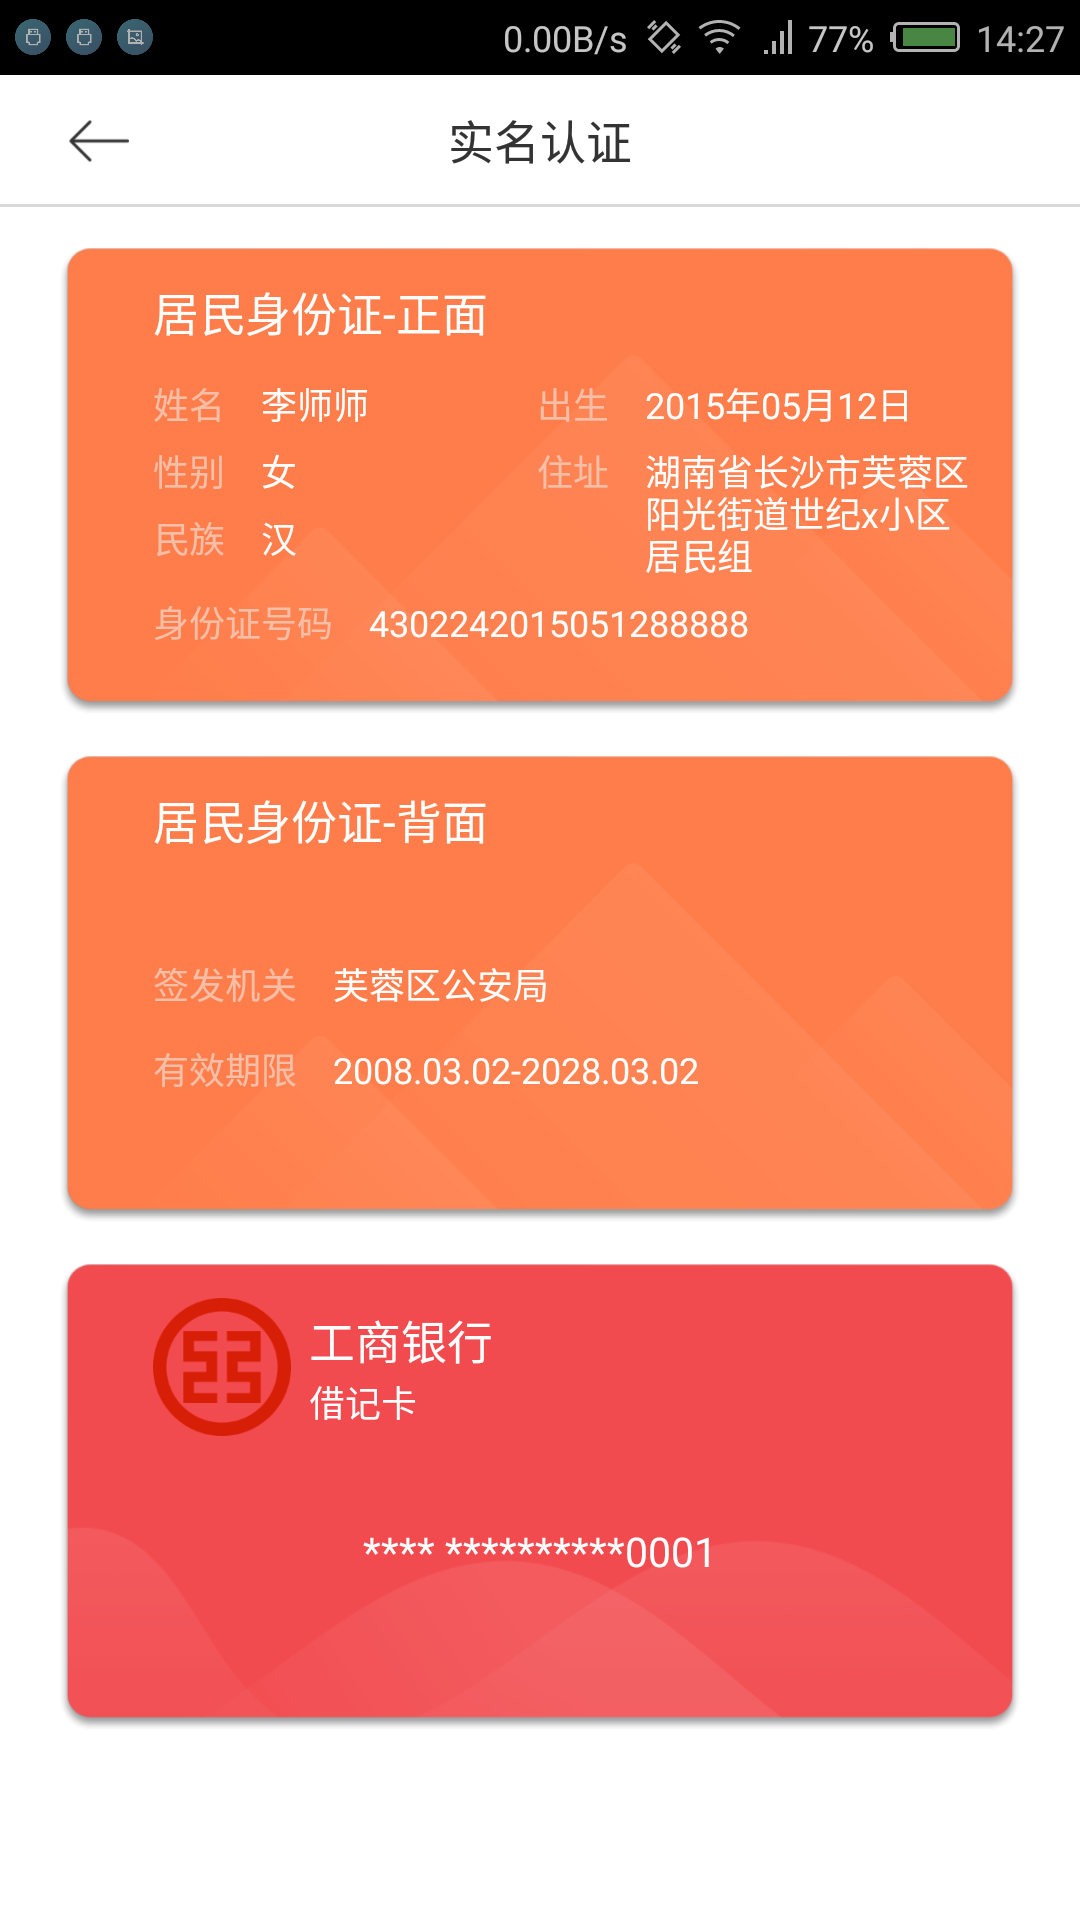 0.00B/s 77% 14:27
实名认证
居民身份证-正面
姓名 李师师 出生 2015年05月12日
性别 女 住址 湖南省长沙市芙蓉区
阳光街道世纪x小区
民族 汉 居民组
身份证号码 4302242015051288888
居民身份证-背面
签发机关 芙蓉区公安局
有效期限 2008.03.02-2028.03.02
工商银行
借记卡
**** **********0001